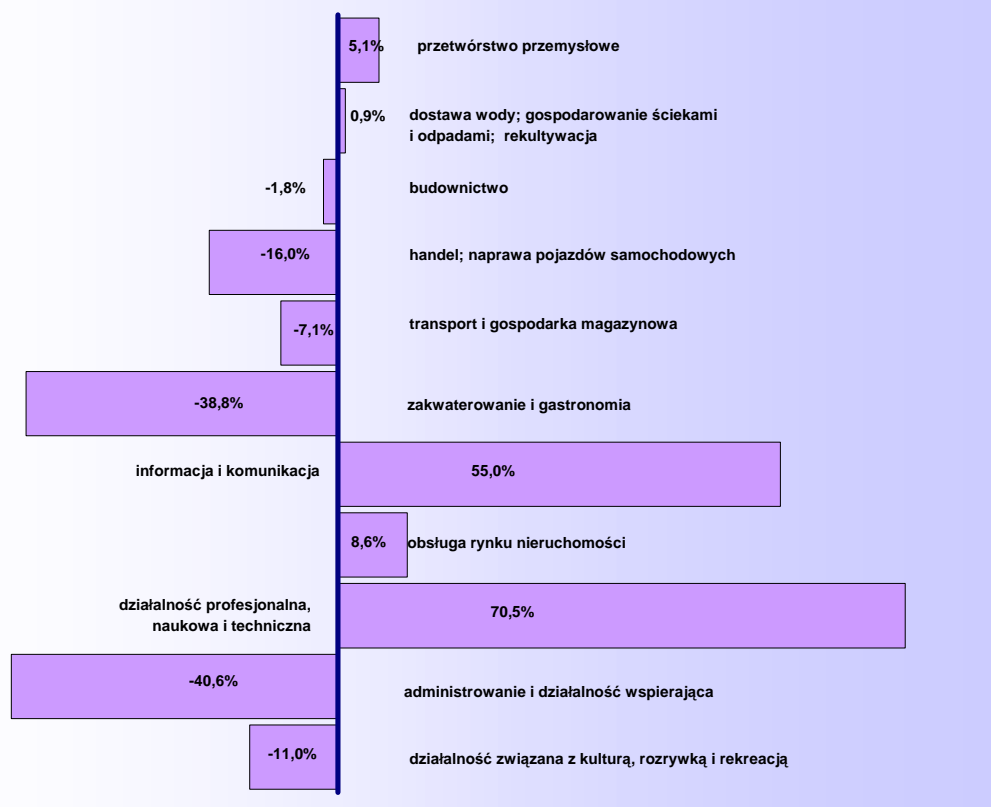 5,1% przetwórstwo przemysłowe
0,9% dostawa wody; gospodarowanie ściekami
i odpadami; rekultywacja
-1,8% budownictwo
-16,0% handel; naprawa pojazdów samochodowych
-7,1% transport i gospodarka magazynowa
-38,8% zakwaterowanie i gastronomia
informacja i komunikacja 55,0%
8,6% obsługa rynku nieruchomości
działalność profesjonalna,
naukowa i techniczna 70,5%
-40,6% administrowanie i działalność wspierająca
-11,0% działalność związana z kulturą, rozrywką i rekreacją